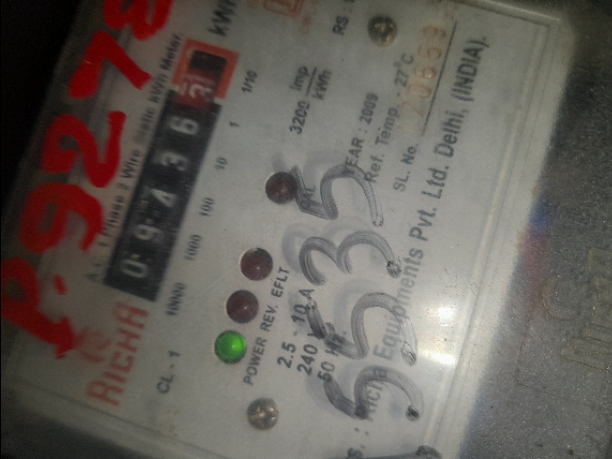 P.9278
A.C. 1 Phase 2 Wire Static kWh Meter
RICHA
0 9 4 3 6
kWh
CL - 1
10000 1000 100 10 1 1/10
3200 imp/kWh
POWER REV. EFLT
2.5 - 10 A
240 V
50 Hz.
YEAR : 2009
Ref. Temp. - 27°C
SL. No.
5535
Richa Equipments Pvt. Ltd. Delhi, (INDIA).